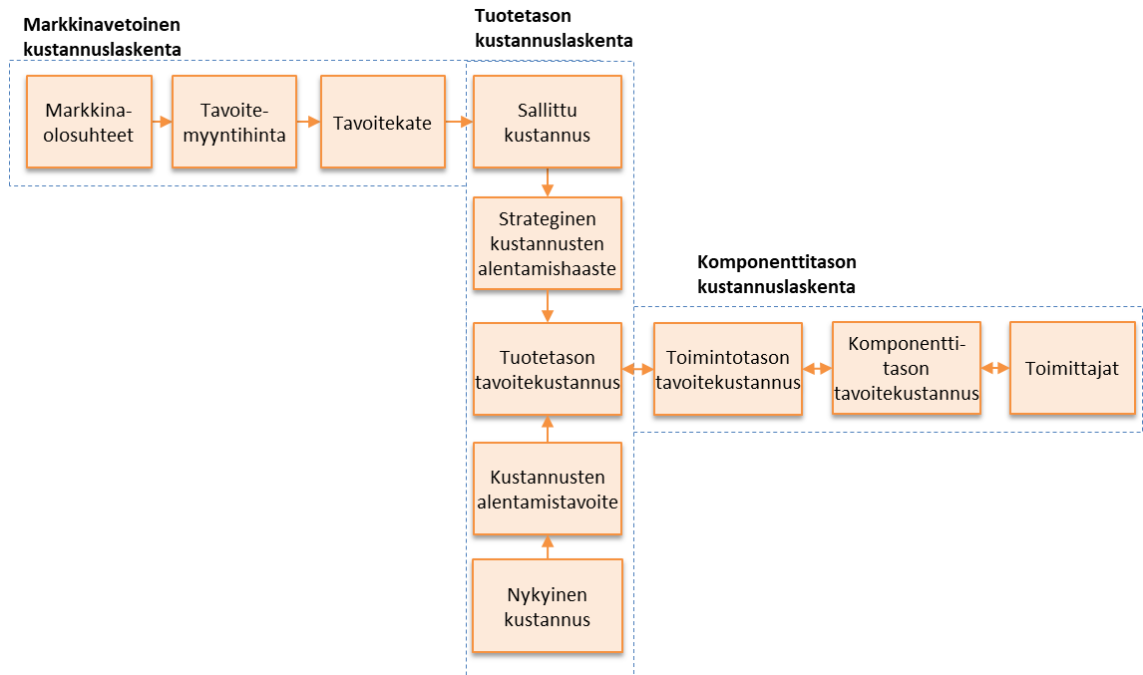 Markkinavetoinen
kustannuslaskenta
Tuotetason
kustannuslaskenta
Markkina-
olosuhteet
Tavoite-
myyntihinta
Tavoitekate
Sallittu
kustannus
Strateginen
kustannusten
alentamishaaste
Komponenttitason
kustannuslaskenta
Tuotetason
tavoitekustannus
Toimintotason
tavoitekustannus
Komponentti-
tason
tavoitekustannus
Toimittajat
Kustannusten
alentamistavoite
Nykyinen
kustannus